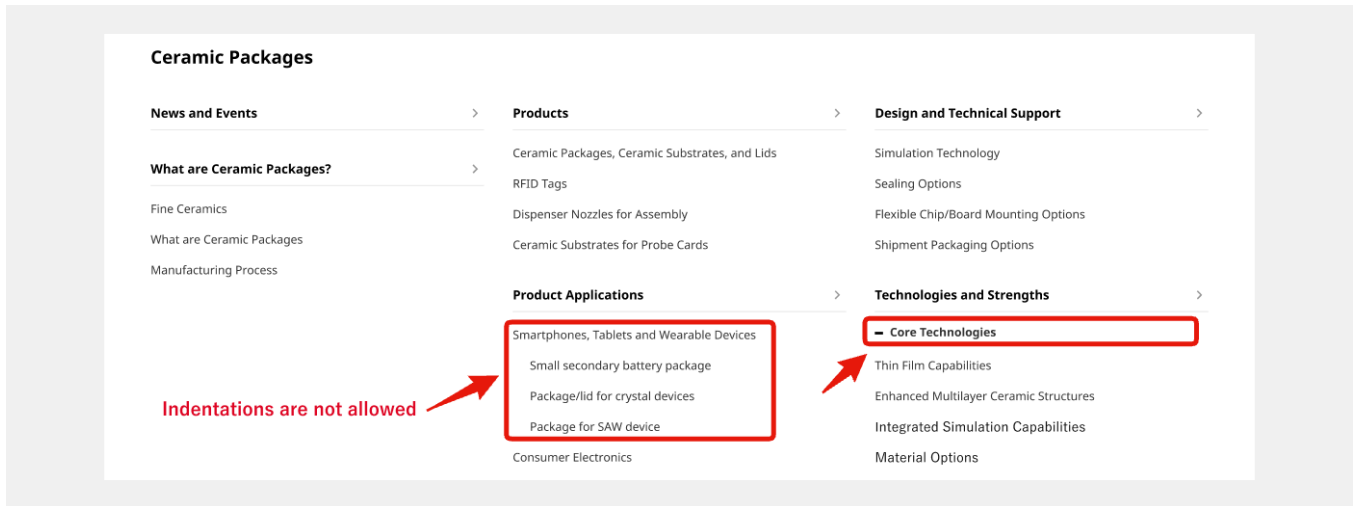 Ceramic Packages
News and Events
What are Ceramic Packages?
Fine Ceramics
What are Ceramic Packages
Manufacturing Process
Products
Ceramic Packages, Ceramic Substrates, and Lids
RFID Tags
Dispenser Nozzles for Assembly
Ceramic Substrates for Probe Cards
Product Applications
Smartphones, Tablets and Wearable Devices
Small secondary battery package
Package/lid for crystal devices
Package for SAW device
Consumer Electronics
Indentations are not allowed
Design and Technical Support
Simulation Technology
Sealing Options
Flexible Chip/Board Mounting Options
Shipment Packaging Options
Technologies and Strengths
– Core Technologies
Thin Film Capabilities
Enhanced Multilayer Ceramic Structures
Integrated Simulation Capabilities
Material Options